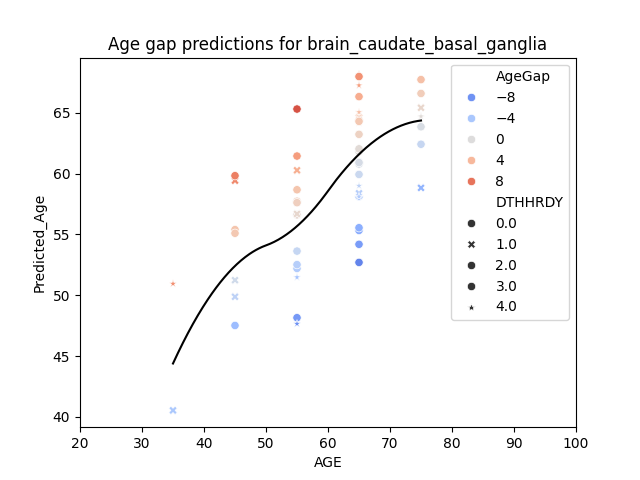 Age gap predictions for brain_caudate_basal_ganglia
Predicted_Age
65
60
55
50
45
40
20 30 40 50 60 70 80 90 100
AGE
AgeGap
−8
−4
0
4
8
DTHHRDY
0.0
1.0
2.0
3.0
4.0